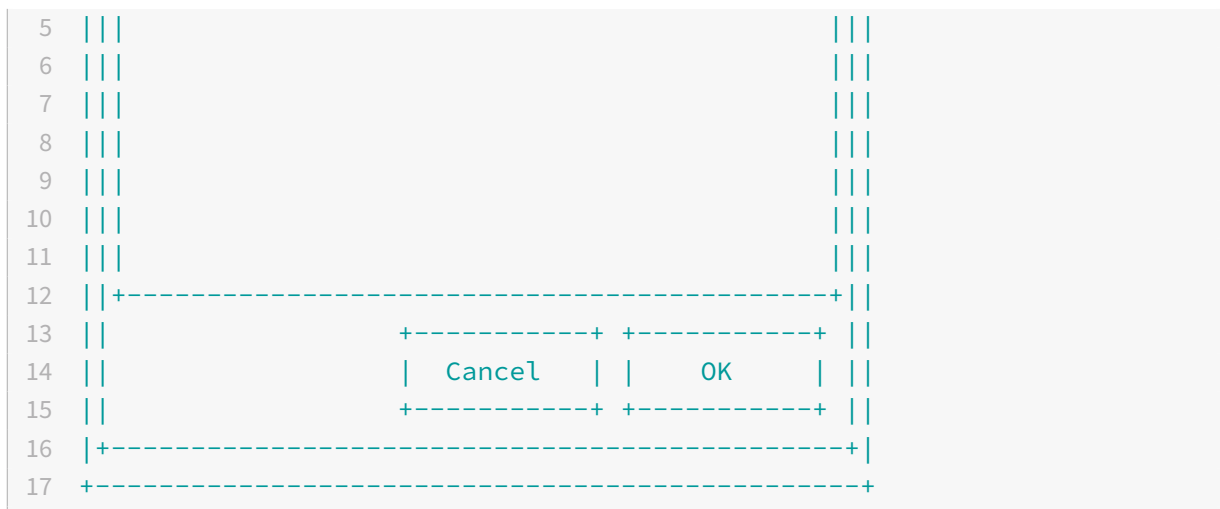 5 |||                                            |||
6 |||                                            |||
7 |||                                            |||
8 |||                                            |||
9 |||                                            |||
10 |||                                            |||
11 |||                                            |||
12 ||+--------------------------------------------+||
13 ||                  +-----------+ +-----------+ ||
14 ||                  |  Cancel   | |    OK     | ||
15 ||                  +-----------+ +-----------+ ||
16 |+----------------------------------------------+|
17 +------------------------------------------------+